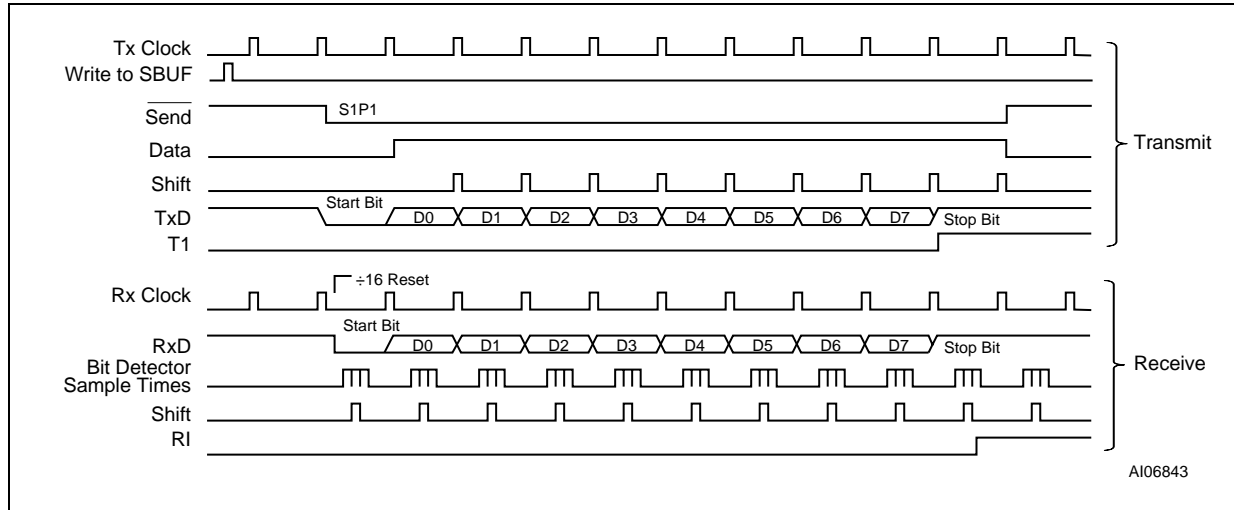 Tx Clock
Write to SBUF
Send
S1P1
Data
Shift
Start Bit
TxD
D0 D1 D2 D3 D4 D5 D6 D7
Stop Bit
T1
Transmit
÷16 Reset
Rx Clock
Start Bit
RxD
D0 D1 D2 D3 D4 D5 D6 D7
Stop Bit
Bit Detector
Sample Times
Shift
RI
Receive
AI06843